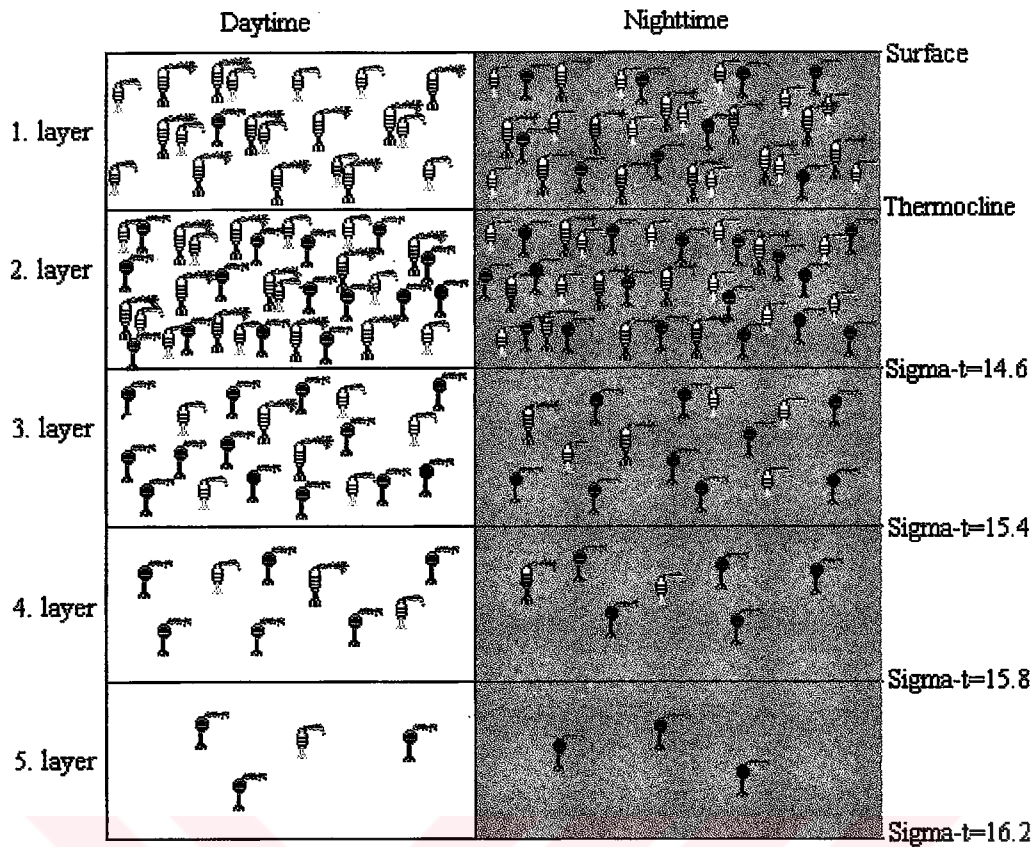 Daytime
Nighttime
Surface
1. layer
Thermocline
2. layer
Sigma-t=14.6
3. layer
Sigma-t=15.4
4. layer
Sigma-t=15.8
5. layer
Sigma-t=16.2